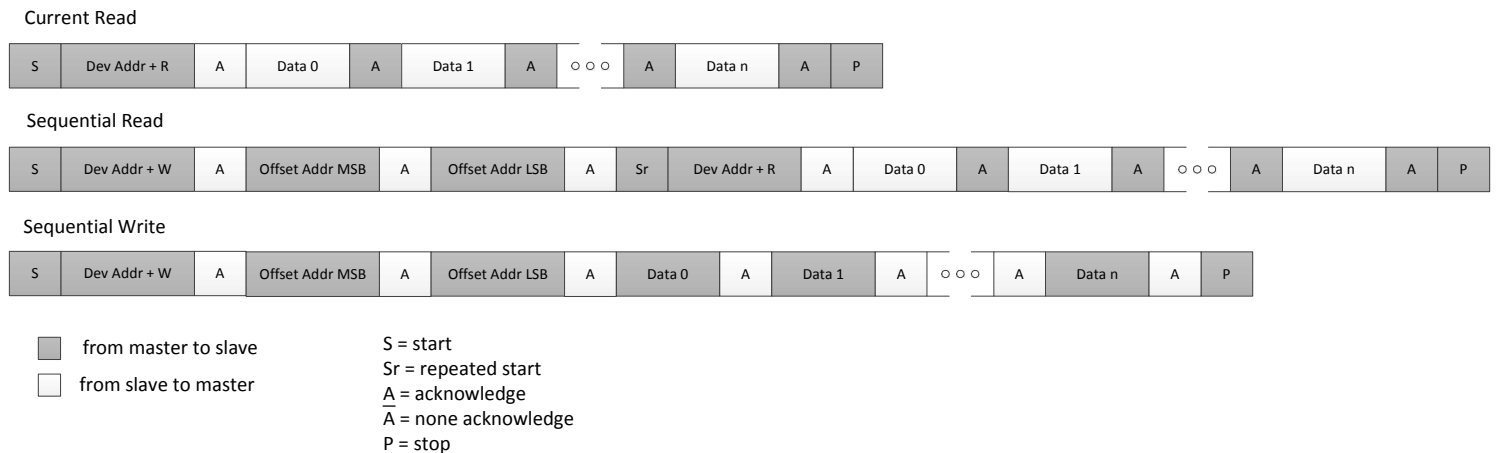 Current Read
S Dev Addr + R A Data 0 A Data 1 A ○ ○ ○ A Data n A P
Sequential Read
S Dev Addr + W A Offset Addr MSB A Offset Addr LSB A Sr Dev Addr + R A Data 0 A Data 1 A ○ ○ ○ A Data n A P
Sequential Write
S Dev Addr + W A Offset Addr MSB A Offset Addr LSB A Data 0 A Data 1 A ○ ○ ○ A Data n A P
from master to slave
from slave to master
S = start
Sr = repeated start
A = acknowledge
A̅ = none acknowledge
P = stop